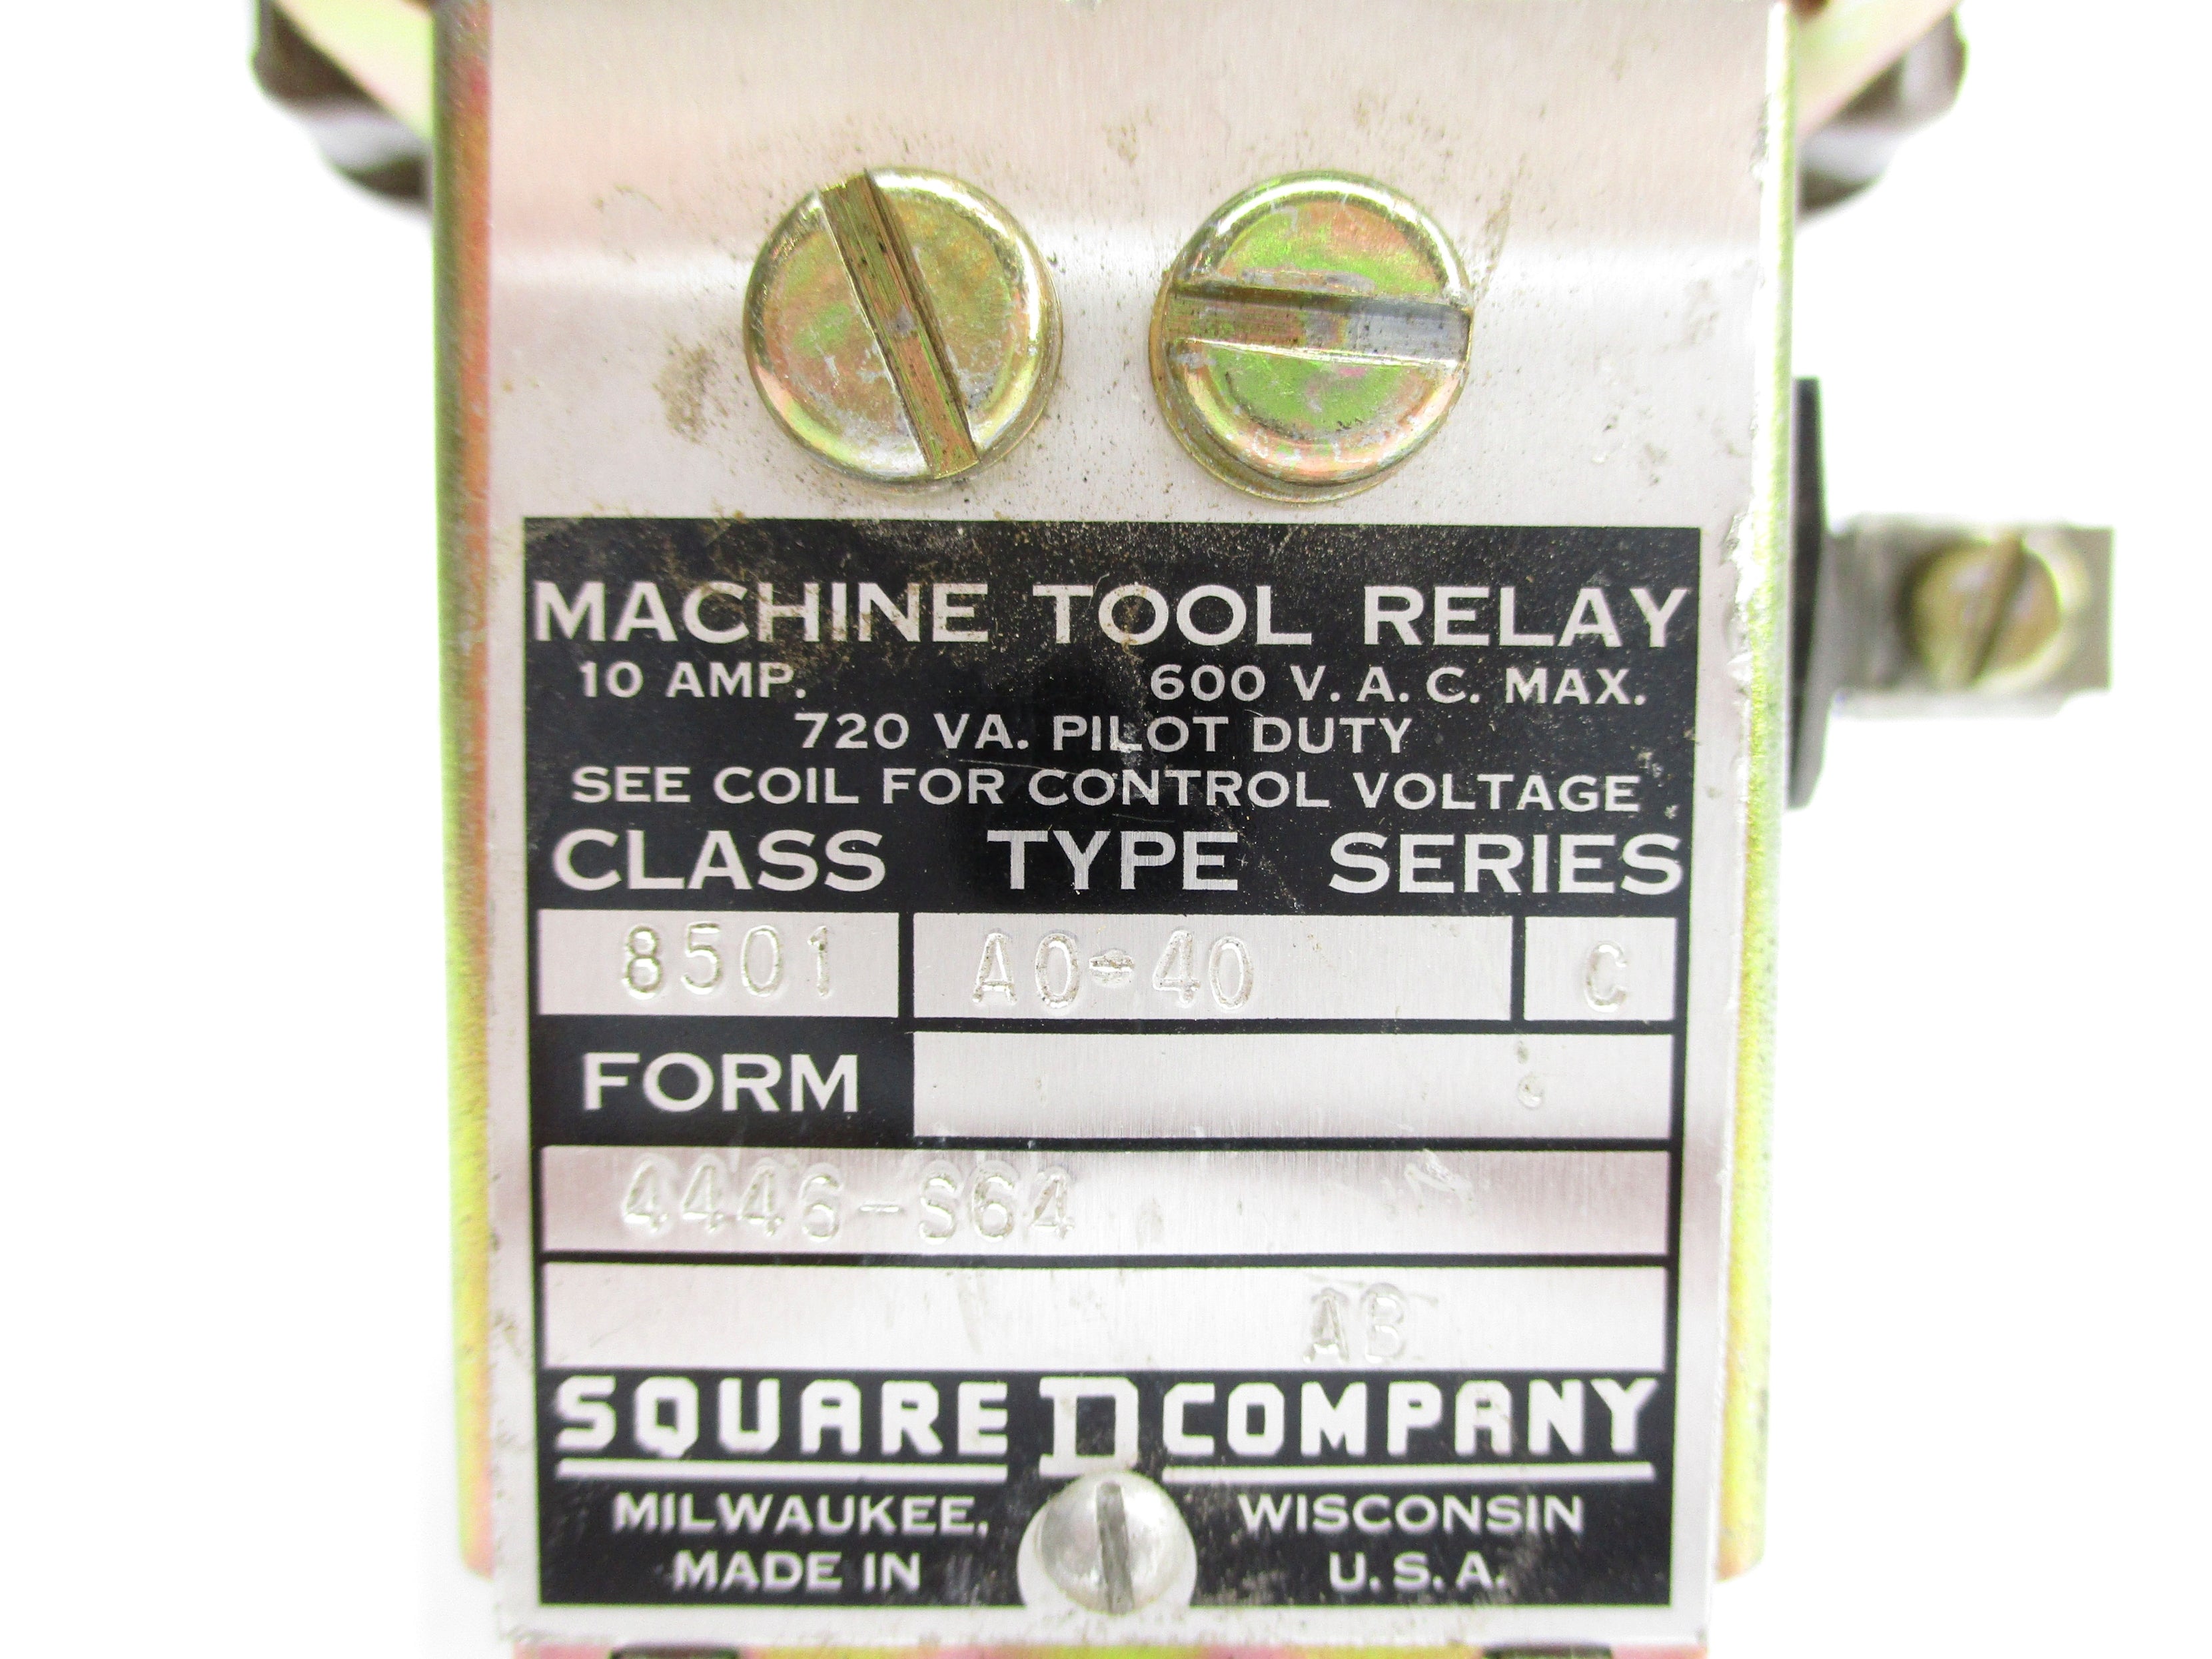 MACHINE TOOL RELAY
10 AMP. 600 V. A. C. MAX.
720 VA. PILOT DUTY
SEE COIL FOR CONTROL VOLTAGE
CLASS TYPE SERIES
8501 AO-40 C
FORM
4446-S64
AB
SQUARE D COMPANY
MILWAUKEE, WISCONSIN
MADE IN U. S. A.